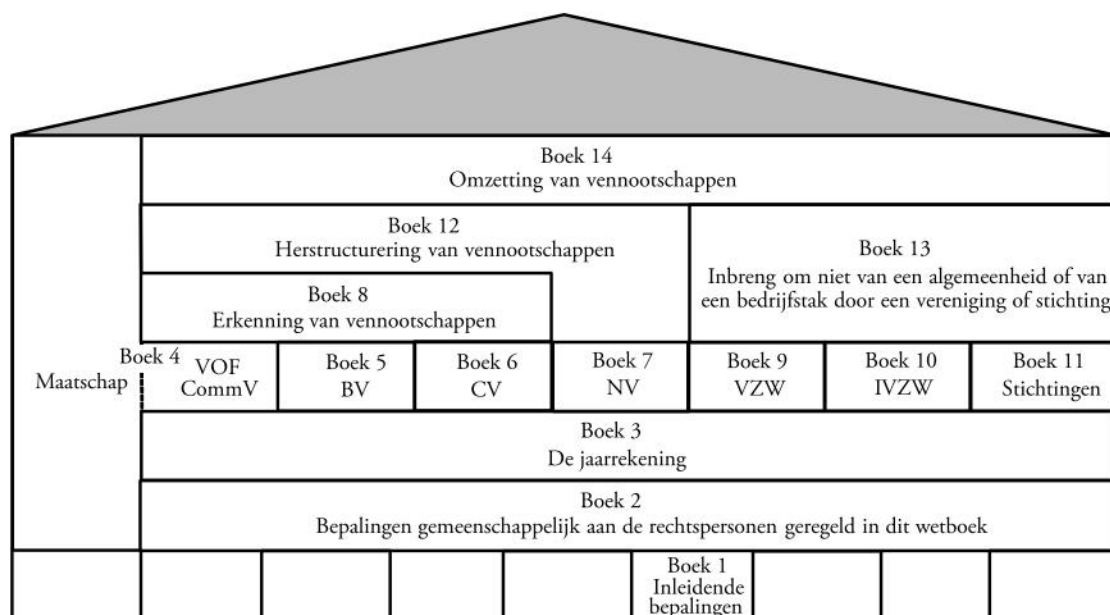 Boek 14
Omzetting van vennootschappen
Boek 12
Herstructurering van vennootschappen
Boek 13
Inbreng om niet van een algemeenheid of van
een bedrijfstak door een vereniging of stichting
Boek 8
Erkenning van vennootschappen
Boek 4
Maatschap
VOF
CommV
Boek 5
BV
Boek 6
CV
Boek 7
NV
Boek 9
VZW
Boek 10
IVZW
Boek 11
Stichtingen
Boek 3
De jaarrekening
Boek 2
Bepalingen gemeenschappelijk aan de rechtspersonen geregeld in dit wetboek
Boek 1
Inleidende
bepalingen